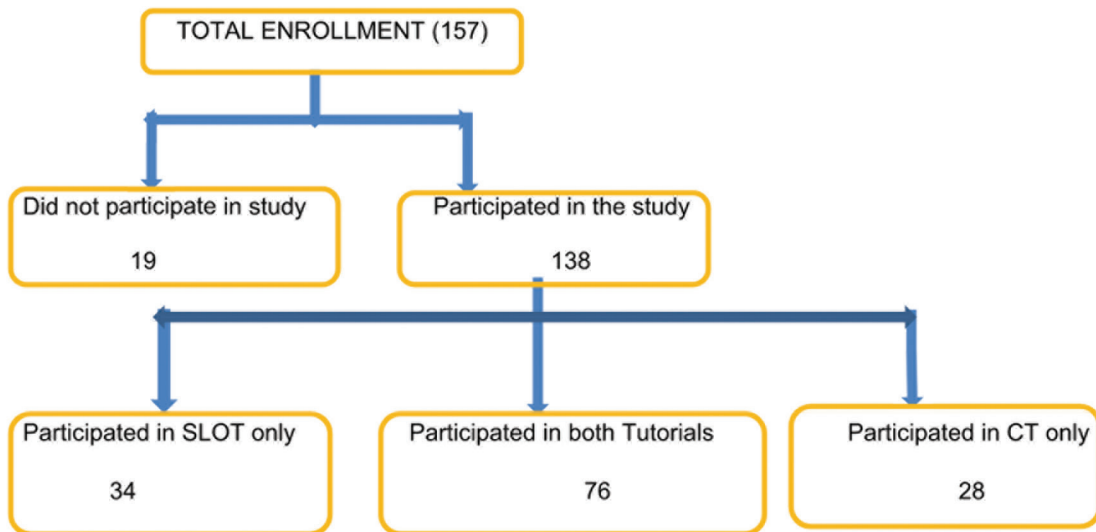 TOTAL ENROLLMENT (157)
Did not participate in study
19
Participated in the study
138
Participated in SLOT only
34
Participated in both Tutorials
76
Participated in CT only
28